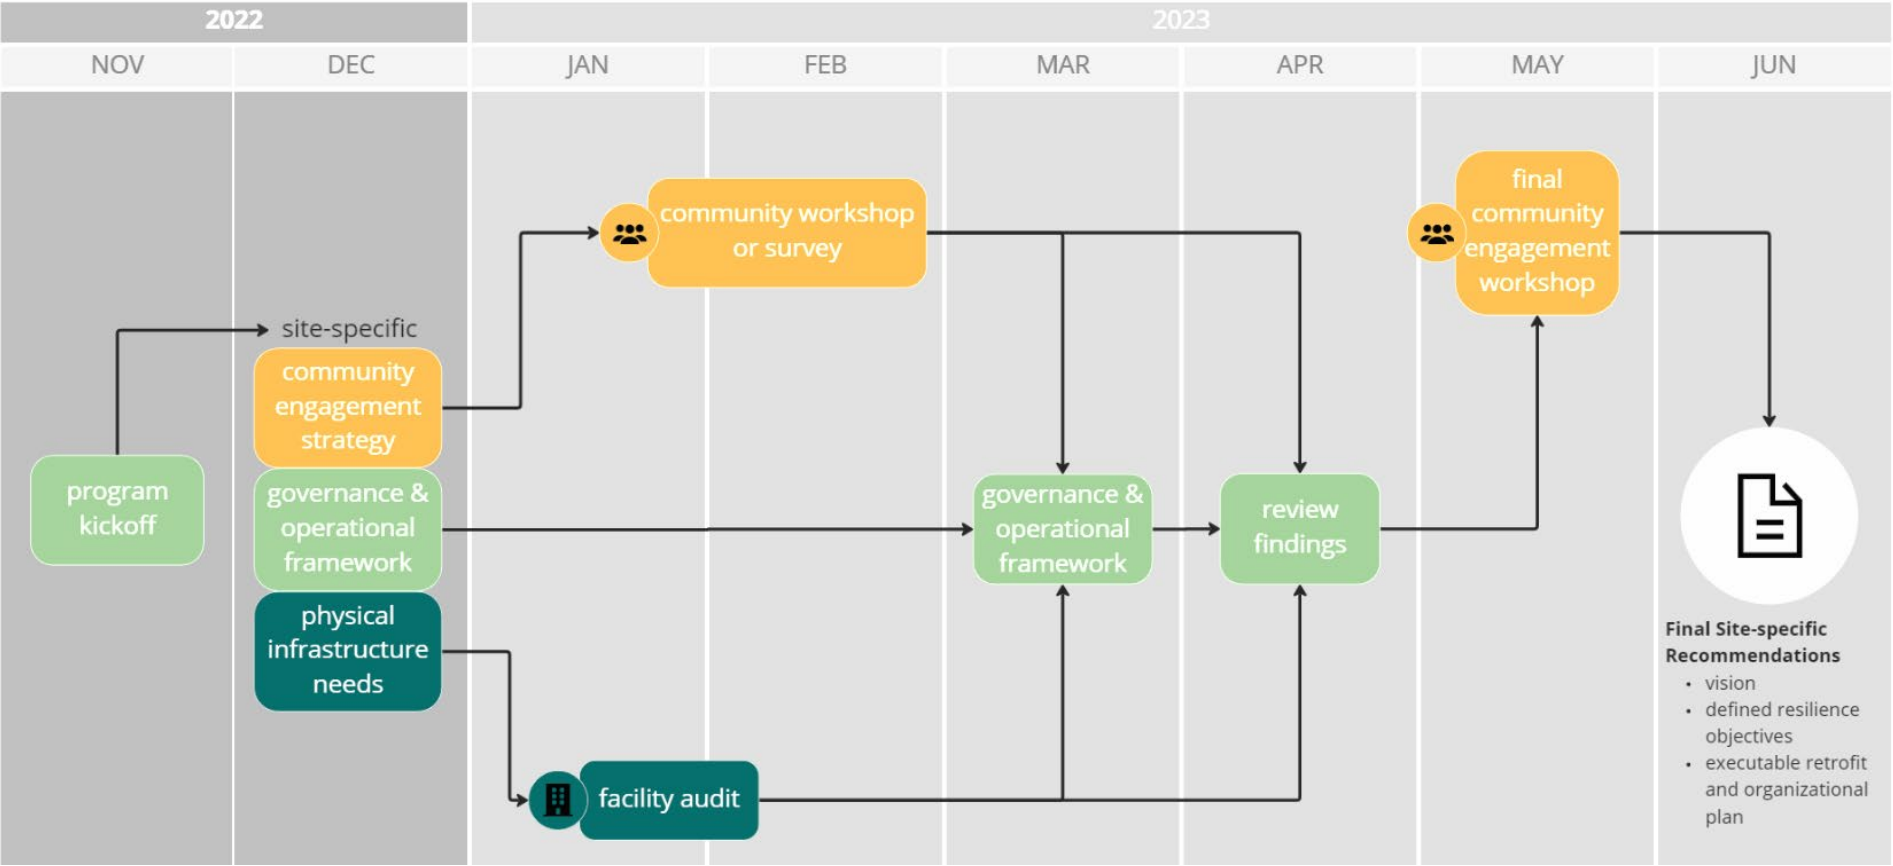 2022
2023
NOV
DEC
JAN
FEB
MAR
APR
MAY
JUN
program
kickoff
site-specific
community
engagement
strategy
governance &
operational
framework
physical
infrastructure
needs
community workshop
or survey
facility audit
governance &
operational
framework
review
findings
final
community
engagement
workshop
Final Site-specific
Recommendations
• vision
• defined resilience
objectives
• executable retrofit
and organizational
plan